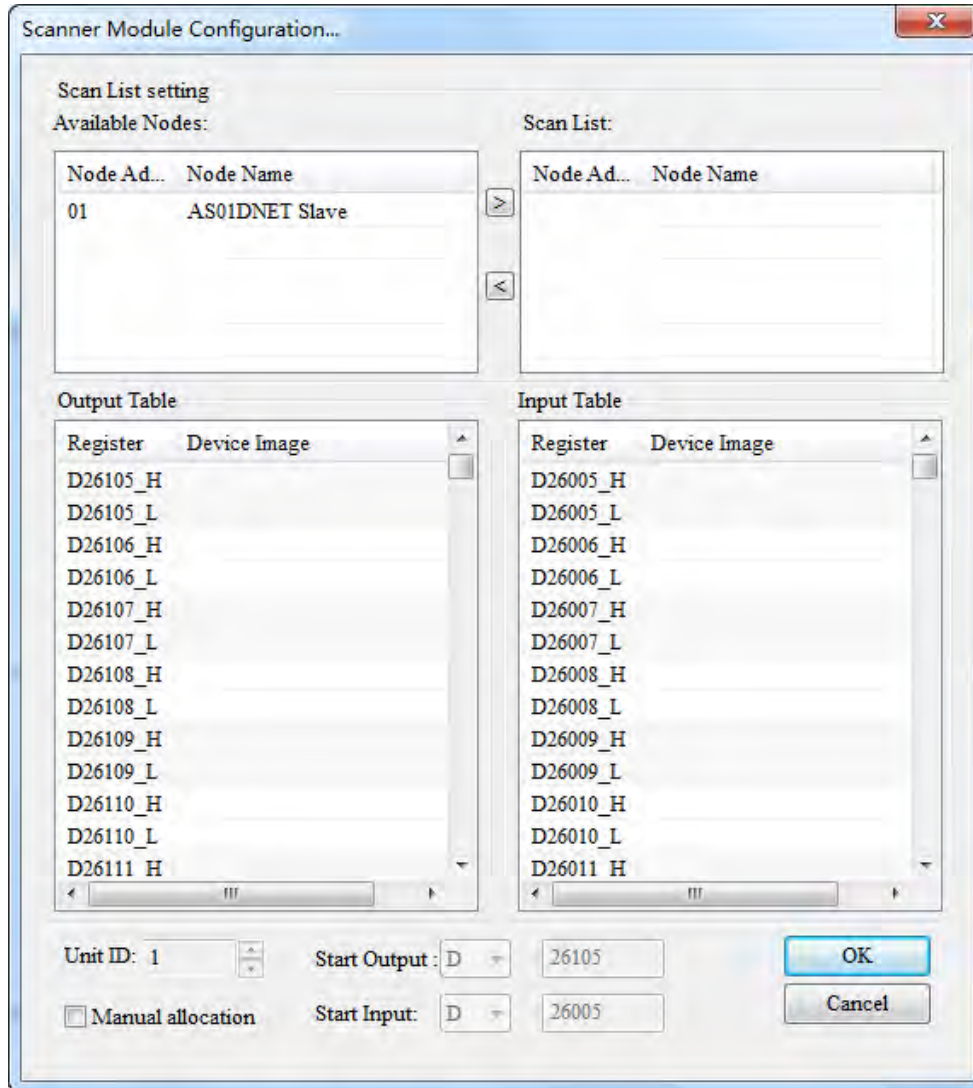 Scanner Module Configuration...
Scan List setting
Available Nodes:
Scan List:
Node Ad... Node Name
Node Ad... Node Name
01 AS01DNET Slave
>
<
Output Table
Input Table
Register Device Image
Register Device Image
D26105_H
D26005_H
D26105_L
D26005_L
D26106_H
D26006_H
D26106_L
D26006_L
D26107_H
D26007_H
D26107_L
D26007_L
D26108_H
D26008_H
D26108_L
D26008_L
D26109_H
D26009_H
D26109_L
D26009_L
D26110_H
D26010_H
D26110_L
D26010_L
D26111_H
D26011_H
Unit ID: 1
Start Output : D 26105
OK
Manual allocation
Start Input: D 26005
Cancel